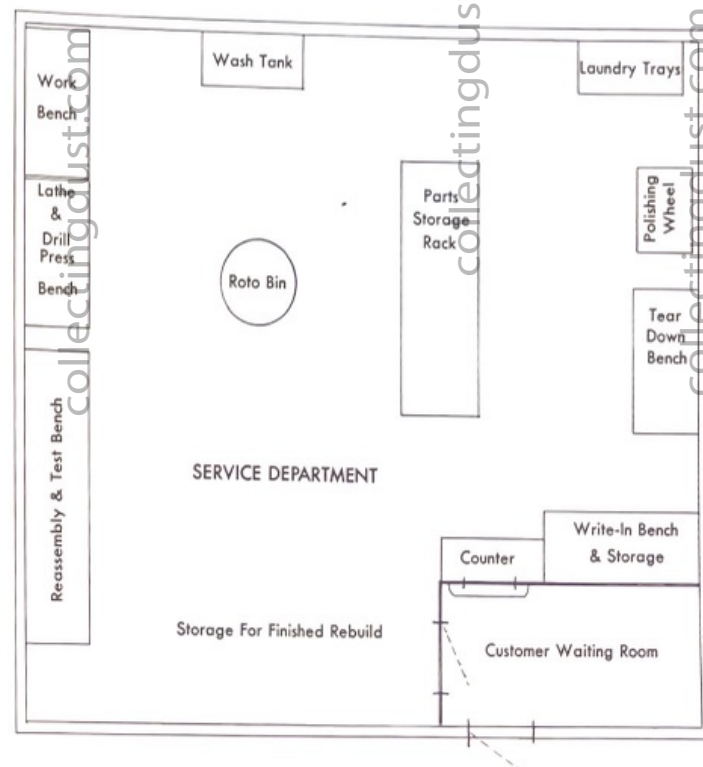 Work
Bench
Wash Tank
Laundry Trays
Lathe
&
Drill
Press
Bench
Parts
Storage
Rack
Polishing
Wheel
Roto Bin
Tear
Down
Bench
Reassembly & Test Bench
SERVICE DEPARTMENT
Write-In Bench
& Storage
Counter
Storage For Finished Rebuild
Customer Waiting Room
collectingdust.com
collectingdus
collectingdust.com